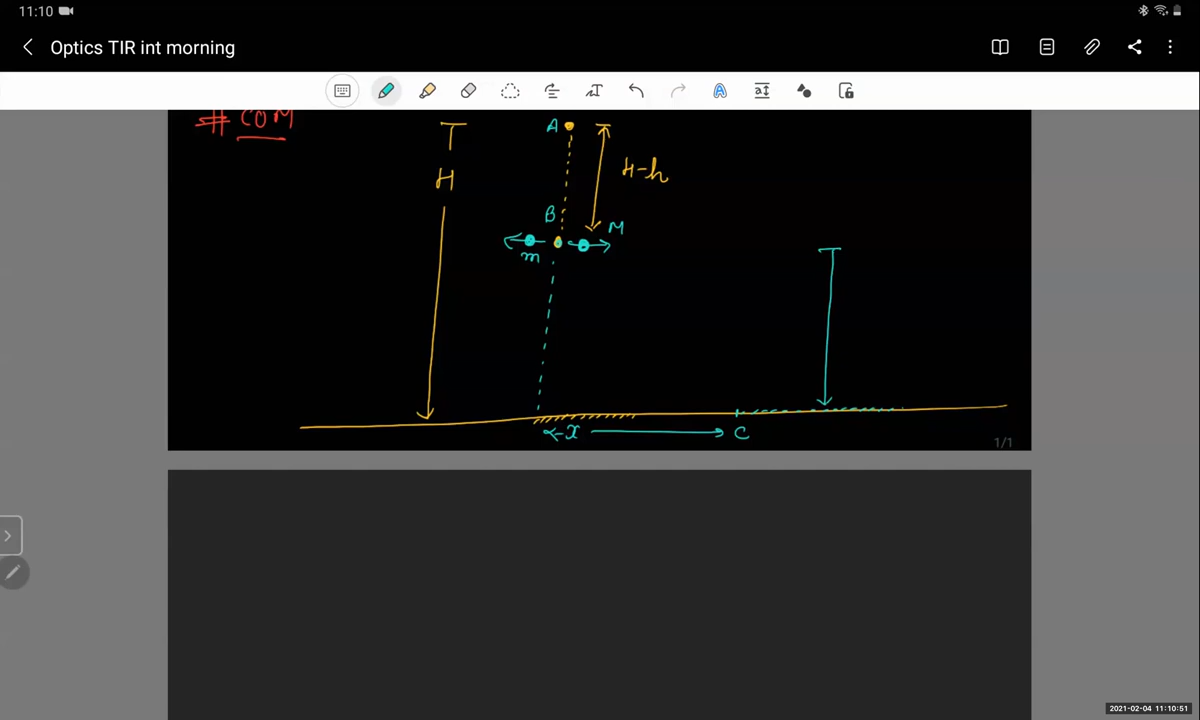 11:10
Optics TIR int morning
# COM
A
H
H-h
B
M
m
x
C
1/1
2021-02-04 11:10:51